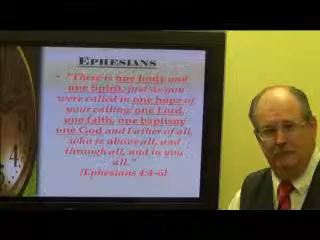 EPHESIANS
• "There is one body and
one Spirit, just as you
were called in one hope of
your calling, one Lord,
one faith, one baptism;
one God and Father of all,
who is above all, and
through all, and in you
all."
(Ephesians 4:4-6)
4